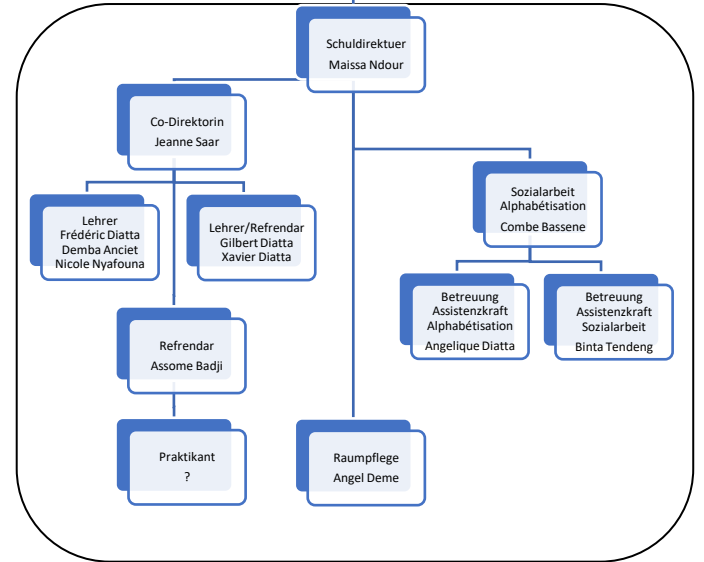 Schuldirektuer
Maissa Ndour
Co-Direktorin
Jeanne Saar
Lehrer
Frédéric Diatta
Demba Anciet
Nicole Nyafouna
Lehrer/Refrendar
Gilbert Diatta
Xavier Diatta
Sozialarbeit
Alphabétisation
Combe Bassene
Betreuung
Assistenzkraft
Alphabétisation
Angelique Diatta
Betreuung
Assistenzkraft
Sozialarbeit
Binta Tendeng
Refrendar
Assome Badji
Praktikant
?
Raumpflege
Angel Deme